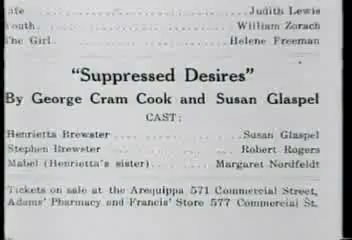 Life ........ Judith Lewis
Youth ........ William Zorach
The Girl ........ Helene Freeman
"Suppressed Desires"
By George Cram Cook and Susan Glaspel
CAST:
Henrietta Brewster ........ Susan Glaspel
Stephen Brewster ........ Robert Rogers
Mabel (Henrietta's sister) ........ Margaret Nordfeldt
Tickets on sale at the Arequippa 571 Commercial Street,
Adams' Pharmacy and Francis' Store 577 Commercial St.